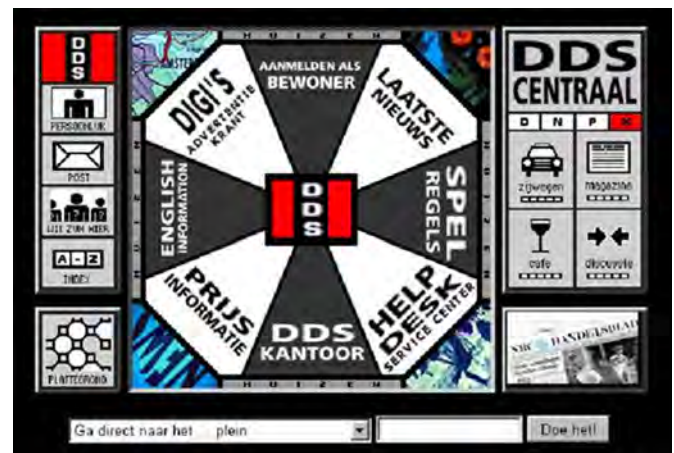 DDS
PERSOONLIJK
POST
WIE ZIJN HIER
A - Z
INDEX
PLATTEGROND
HUIZEN
AANMELDEN ALS
BEWONER
LAATSTE
NIEUWS
SPEL
REGELS
HELP
DESK
SERVICE CENTER
DDS
KANTOOR
PRIJS
INFORMATIE
ENGLISH
INFORMATION
DIGI'S
ADVERTANTIE
KRANT
DDS
HUIZEN
DDS
CENTRAAL
D N P
zijwegen
magazine
cafe
discussie
NRC HANDELSBLAD
Ga direct naar het plein
Doe het!